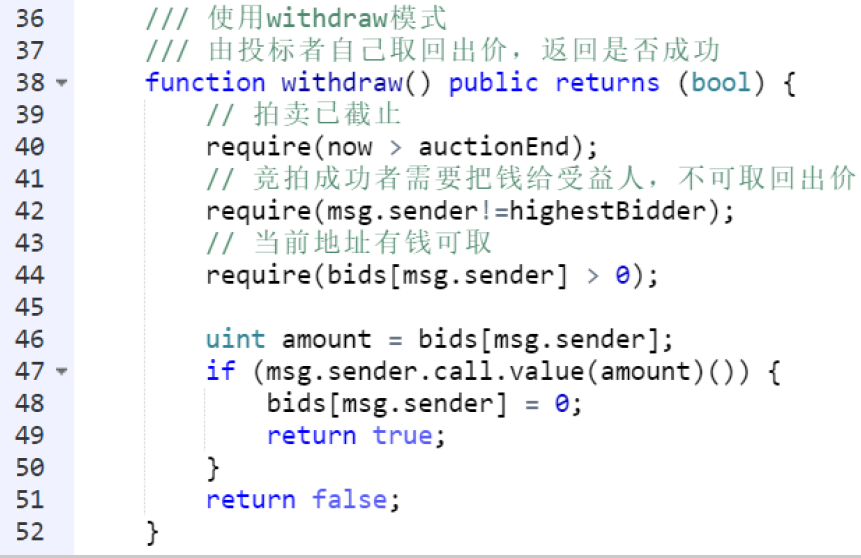 36 /// 使用withdraw模式
37 /// 由投标者自己取回出价，返回是否成功
38 function withdraw() public returns (bool) {
39 // 拍卖已截止
40 require(now > auctionEnd);
41 // 竞拍成功者需要把钱给受益人，不可取回出价
42 require(msg.sender!=highestBidder);
43 // 当前地址有钱可取
44 require(bids[msg.sender] > 0);
45
46 uint amount = bids[msg.sender];
47 if (msg.sender.call.value(amount)()) {
48 bids[msg.sender] = 0;
49 return true;
50 }
51 return false;
52 }